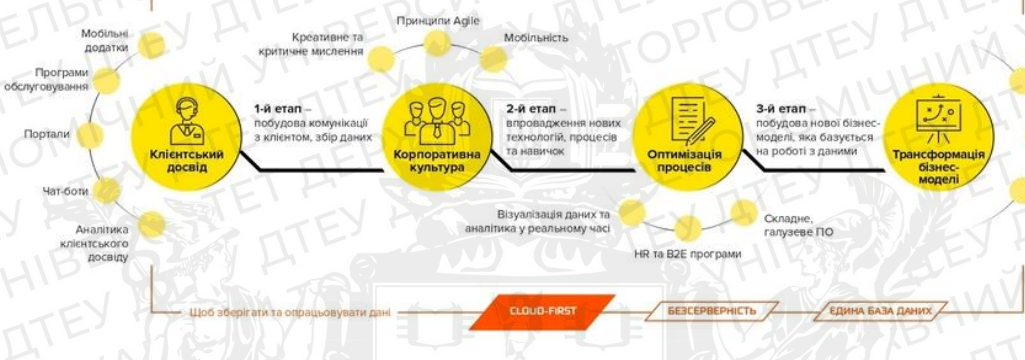 Мобільні
додатки
Програми
обслуговування
Портали
Чат-боти
Аналітика
клієнтського
досвіду
Клієнтський
досвід
1-й етап –
побудова комунікації
з клієнтом, збір даних
Креативне та
критичне мислення
Принципи Agile
Мобільність
Корпоративна
культура
2-й етап –
впровадження нових
технологій, процесів
та навичок
Оптимізація
процесів
Візуалізація даних та
аналітика у реальному часі
HR та B2E програми
Складне,
галузеве ПО
3-й етап –
побудова нової бізнес-
моделі, яка базується
на роботі з даними
Трансформація
бізнес-
моделі
Щоб зберігати та опрацьовувати дані
CLOUD-FIRST
БЕЗСЕРВЕРНІСТЬ
ЄДИНА БАЗА ДАНИХ